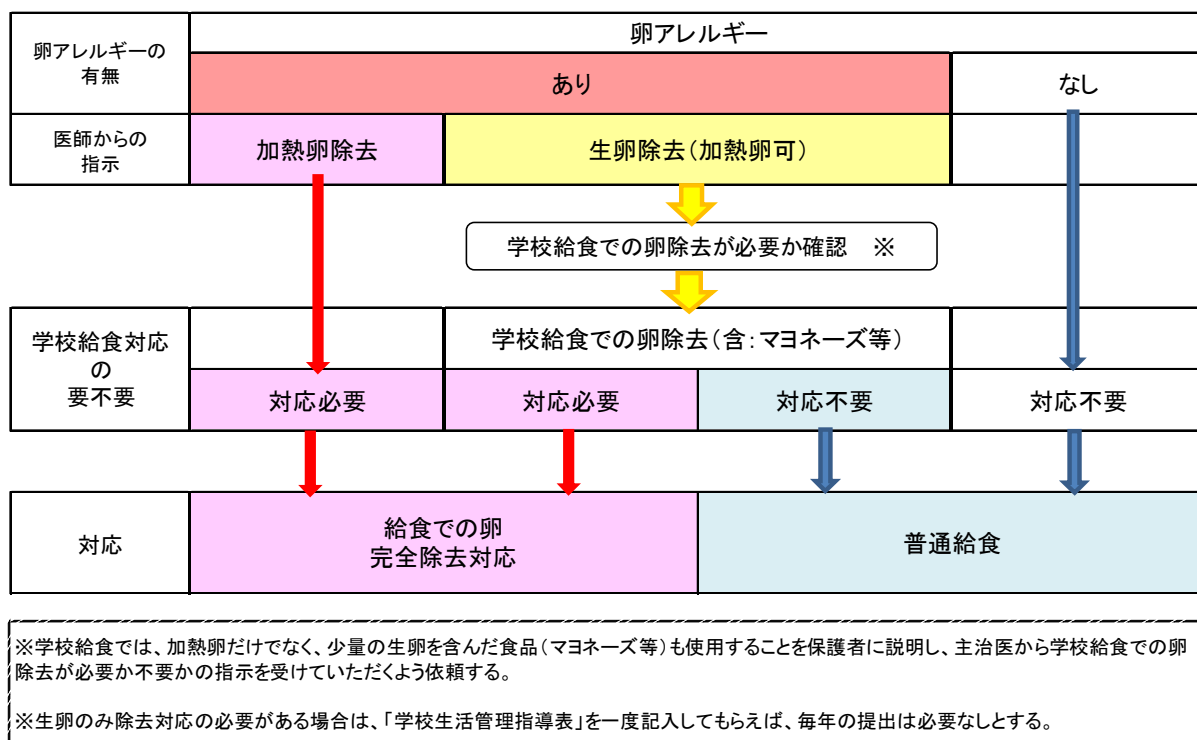 卵アレルギーの
有無
卵アレルギー
あり
なし
医師からの
指示
加熱卵除去
生卵除去(加熱卵可)
学校給食での卵除去が必要か確認　※
学校給食対応
の
要不要
学校給食での卵除去(含:マヨネーズ等)
対応必要
対応必要
対応不要
対応不要
対応
給食での卵
完全除去対応
普通給食
※学校給食では、加熱卵だけでなく、少量の生卵を含んだ食品(マヨネーズ等)も使用することを保護者に説明し、主治医から学校給食での卵
除去が必要か不要かの指示を受けていただくよう依頼する。
※生卵のみ除去対応の必要がある場合は、「学校生活管理指導表」を一度記入してもらえば、毎年の提出は必要なしとする。